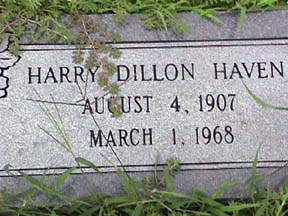 HARRY DILLON HAVEN
AUGUST 4, 1907
MARCH 1, 1968